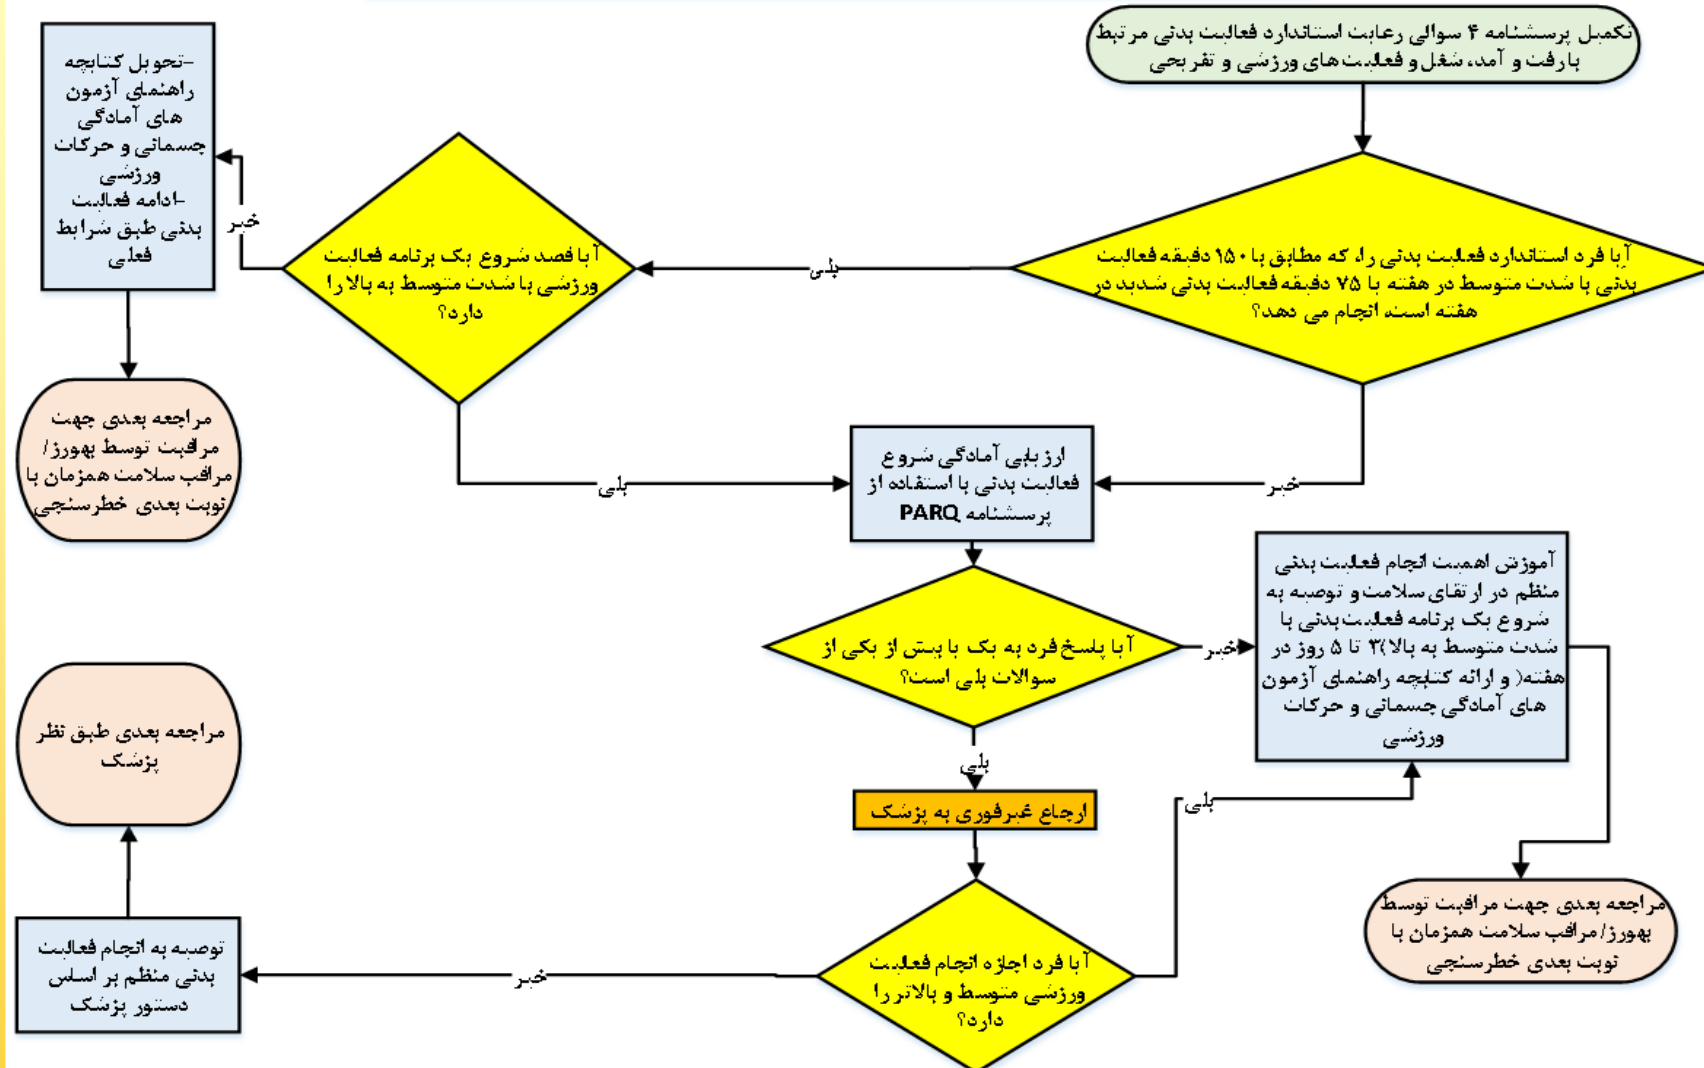 تکمیل پرسشنامه ۴ سوالی رعایت استاندارد فعالیت بدنی مرتبط
بارفت و آمد، شغل و فعالیت‌های ورزشی و تفریحی
آیا فرد استاندارد فعالیت بدنی را، که مطابق با ۱۵۰ دقیقه فعالیت
بدنی با شدت متوسط در هفته یا ۷۵ دقیقه فعالیت بدنی شدید در
هفته است، انجام می دهد؟
بلی
آیا قصد شروع یک برنامه فعالیت
ورزشی با شدت متوسط به بالا را
دارد؟
خیر
-تحویل کتابچه
راهنمای آزمون
های آمادگی
جسمانی و حرکات
ورزشی
-ادامه فعالیت
بدنی طبق شرایط
فعلی
مراجعه بعدی جهت
مراقبت توسط بهورز/
مراقب سلامت همزمان با
نوبت بعدی خطرسنجی
بلی
خیر
ارزیابی آمادگی شروع
فعالیت بدنی با استفاده از
پرسشنامه PARQ
آیا پاسخ فرد به یک یا بیش از یکی از
سوالات بلی است؟
خیر
آموزش اهمیت انجام فعالیت بدنی
منظم در ارتقای سلامت و توصیه به
شروع یک برنامه فعالیت بدنی با
شدت متوسط به بالا)۳ تا ۵ روز در
هفته( و ارائه کتابچه راهنمای آزمون
های آمادگی جسمانی و حرکات
ورزشی
بلی
ارجاع غیرفوری به پزشک
بلی
مراجعه بعدی جهت مراقبت توسط
بهورز/ مراقب سلامت همزمان با
نوبت بعدی خطرسنجی
آیا فرد اجازه انجام فعالیت
ورزشی متوسط و بالاتر را
دارد؟
خیر
توصیه به انجام فعالیت
بدنی منظم بر اساس
دستور پزشک
مراجعه بعدی طبق نظر
پزشک